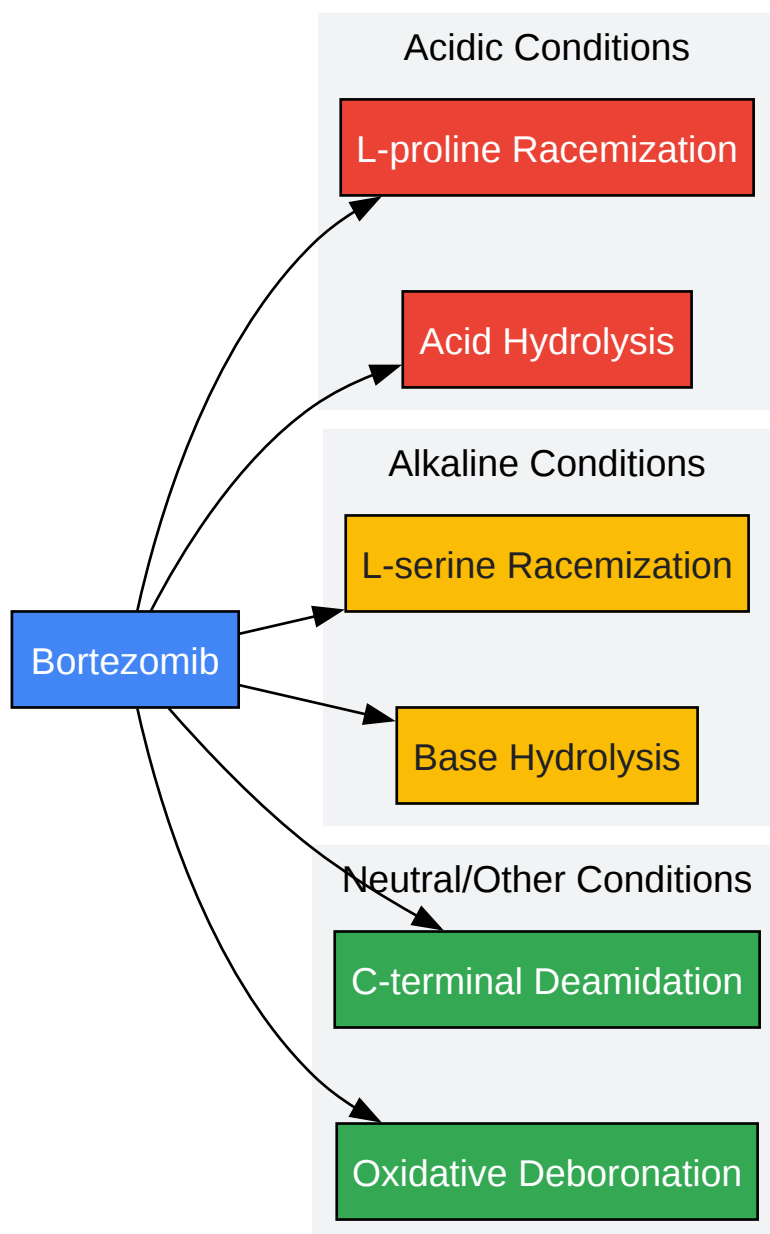 Acidic Conditions
L-proline Racemization
Acid Hydrolysis
Alkaline Conditions
L-serine Racemization
Bortezomib
Base Hydrolysis
Neutral/Other Conditions
C-terminal Deamidation
Oxidative Deboronation